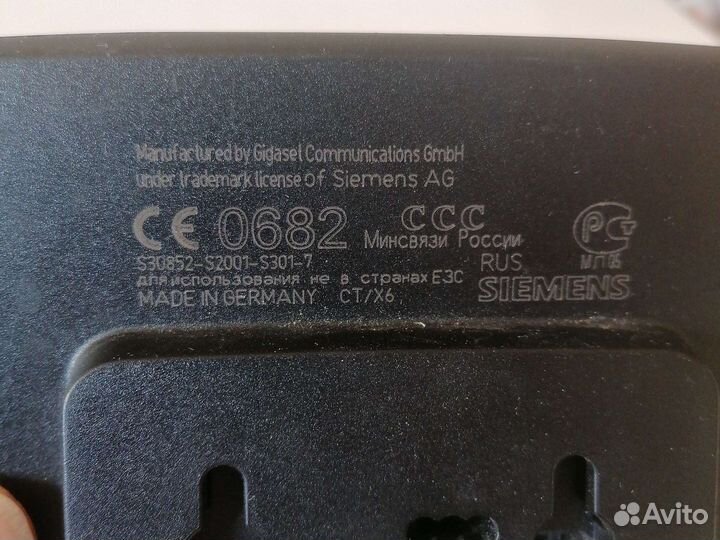 Manufactured by Gigaset Communications GmbH
under trademark license of Siemens AG
CE 0682 ССС
Минсвязи России
S30852-S2001-S301-7 RUS
для использования не в странах ЕЭС
MADE IN GERMANY CT/X6 SIEMENS
Avito